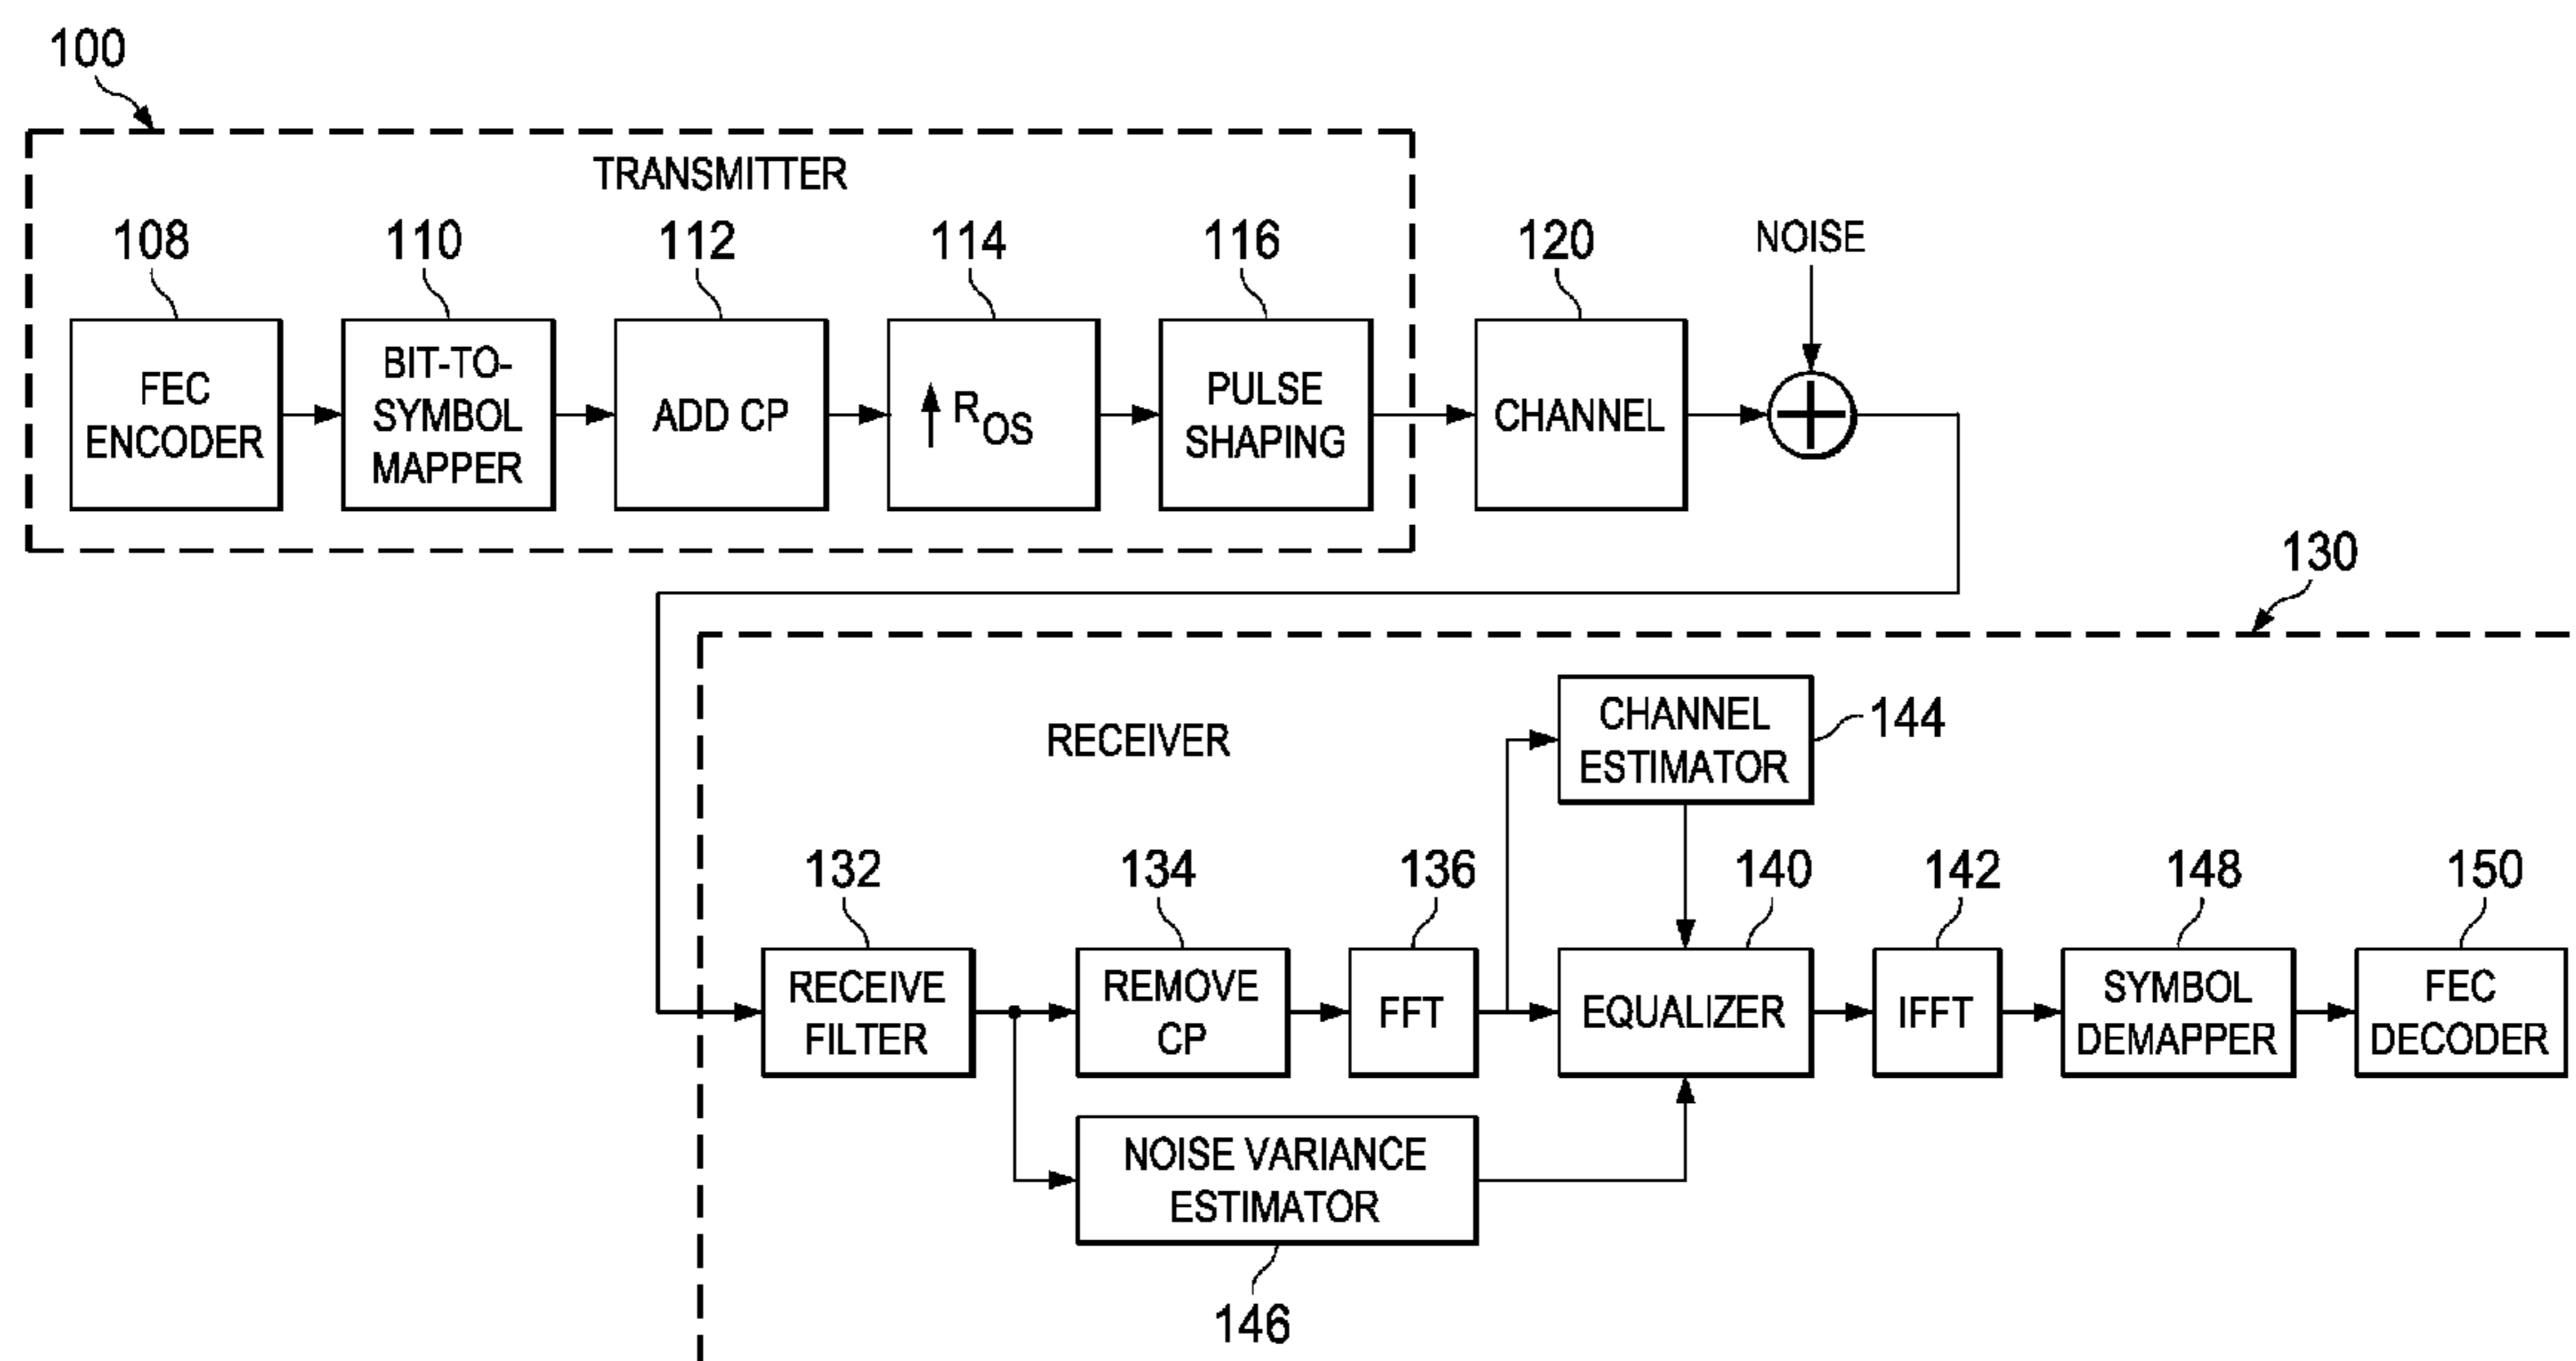 100
TRANSMITTER
108
110
112
114
116
120
NOISE
FEC
ENCODER
BIT-TO-
SYMBOL
MAPPER
ADD CP
↑ ROS
PULSE
SHAPING
CHANNEL
130
RECEIVER
CHANNEL
ESTIMATOR
144
132
134
136
140
142
148
150
RECEIVE
FILTER
REMOVE
CP
FFT
EQUALIZER
IFFT
SYMBOL
DEMAPPER
FEC
DECODER
NOISE VARIANCE
ESTIMATOR
146